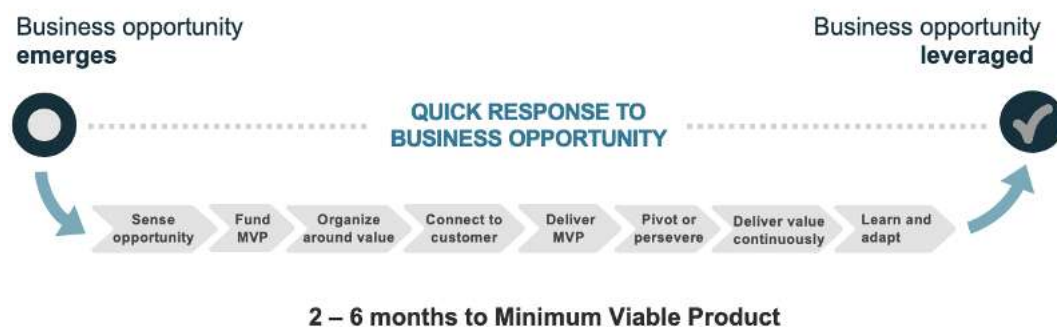 Business opportunity
emerges
Business opportunity
leveraged
QUICK RESPONSE TO
BUSINESS OPPORTUNITY
Sense
opportunity
Fund
MVP
Organize
around value
Connect to
customer
Deliver
MVP
Pivot or
persevere
Deliver value
continuously
Learn and
adapt
2 – 6 months to Minimum Viable Product